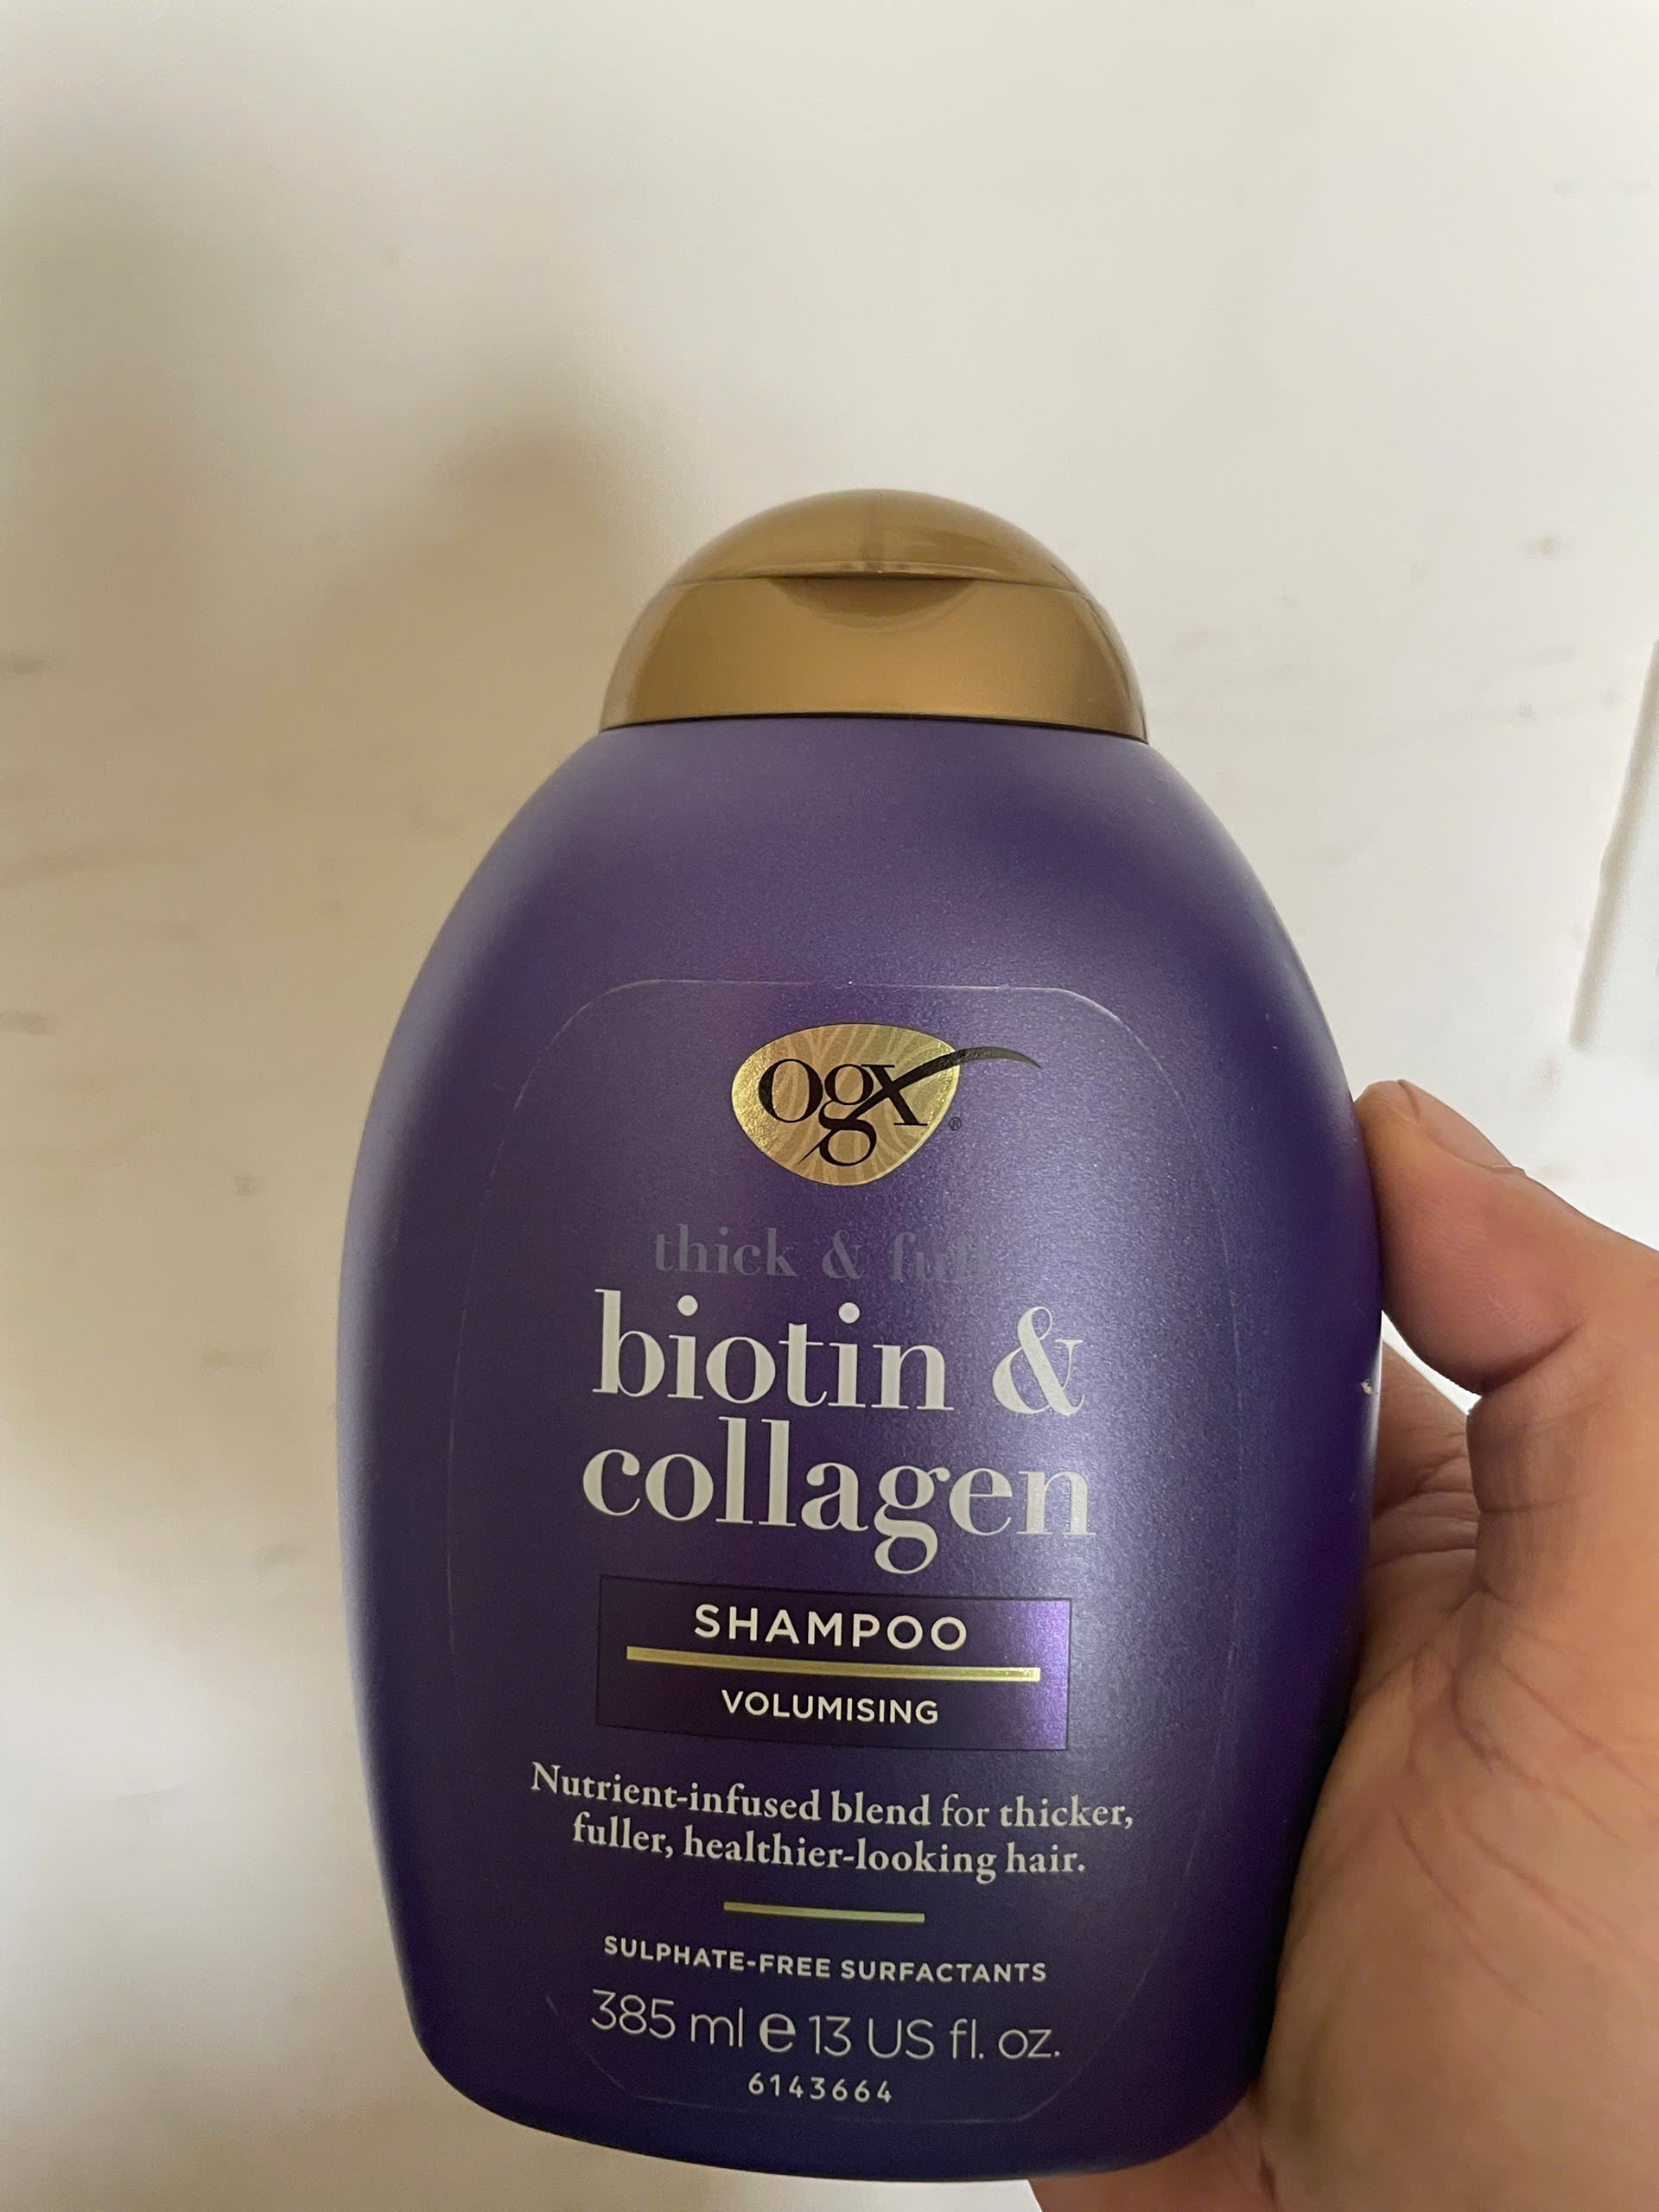 ogx®
thick & full
biotin &
collagen
SHAMPOO
VOLUMISING
Nutrient-infused blend for thicker,
fuller, healthier-looking hair.
SULPHATE-FREE SURFACTANTS
385 ml e 13 US fl. oz.
6143664